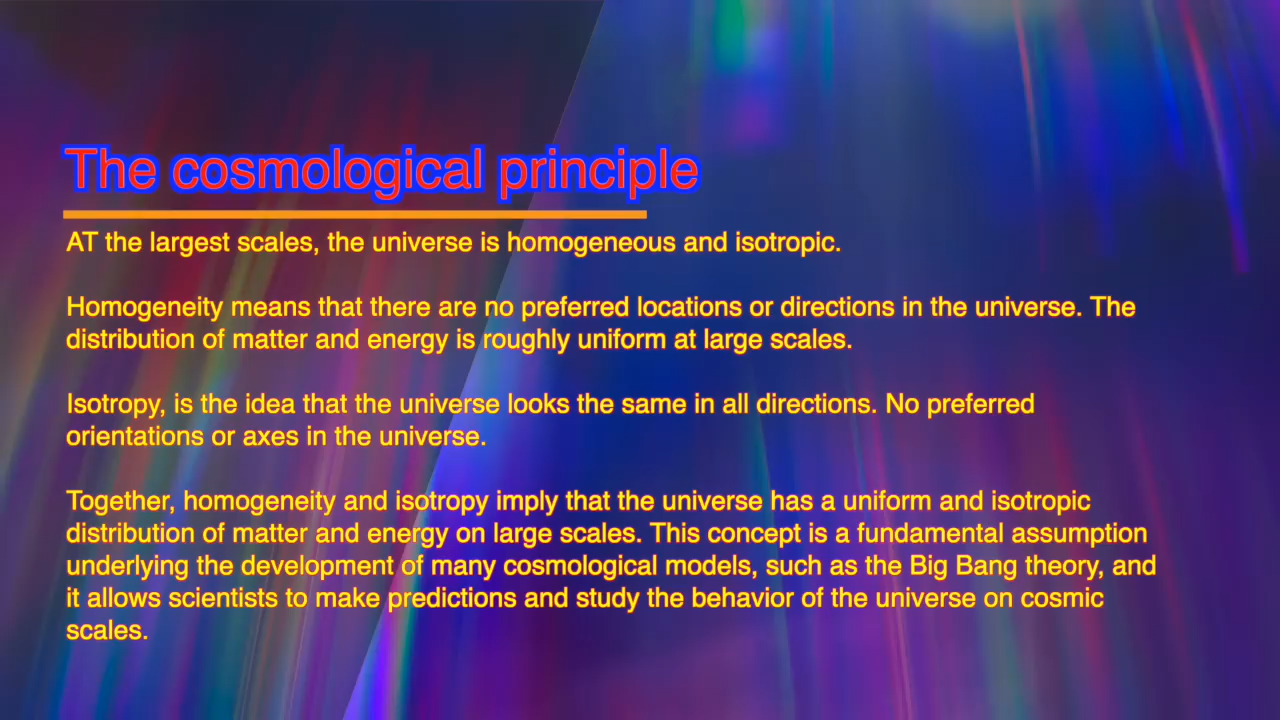 The cosmological principle
AT the largest scales, the universe is homogeneous and isotropic.
Homogeneity means that there are no preferred locations or directions in the universe. The
distribution of matter and energy is roughly uniform at large scales.
Isotropy, is the idea that the universe looks the same in all directions. No preferred
orientations or axes in the universe.
Together, homogeneity and isotropy imply that the universe has a uniform and isotropic
distribution of matter and energy on large scales. This concept is a fundamental assumption
underlying the development of many cosmological models, such as the Big Bang theory, and
it allows scientists to make predictions and study the behavior of the universe on cosmic
scales.